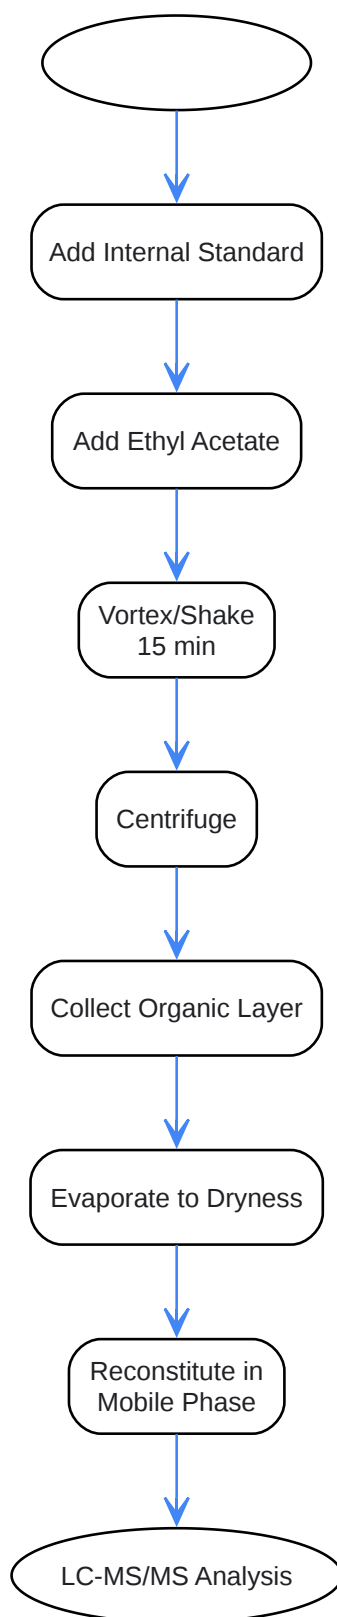 Add Internal Standard
Add Ethyl Acetate
Vortex/Shake
15 min
Centrifuge
Collect Organic Layer
Evaporate to Dryness
Reconstitute in
Mobile Phase
LC-MS/MS Analysis